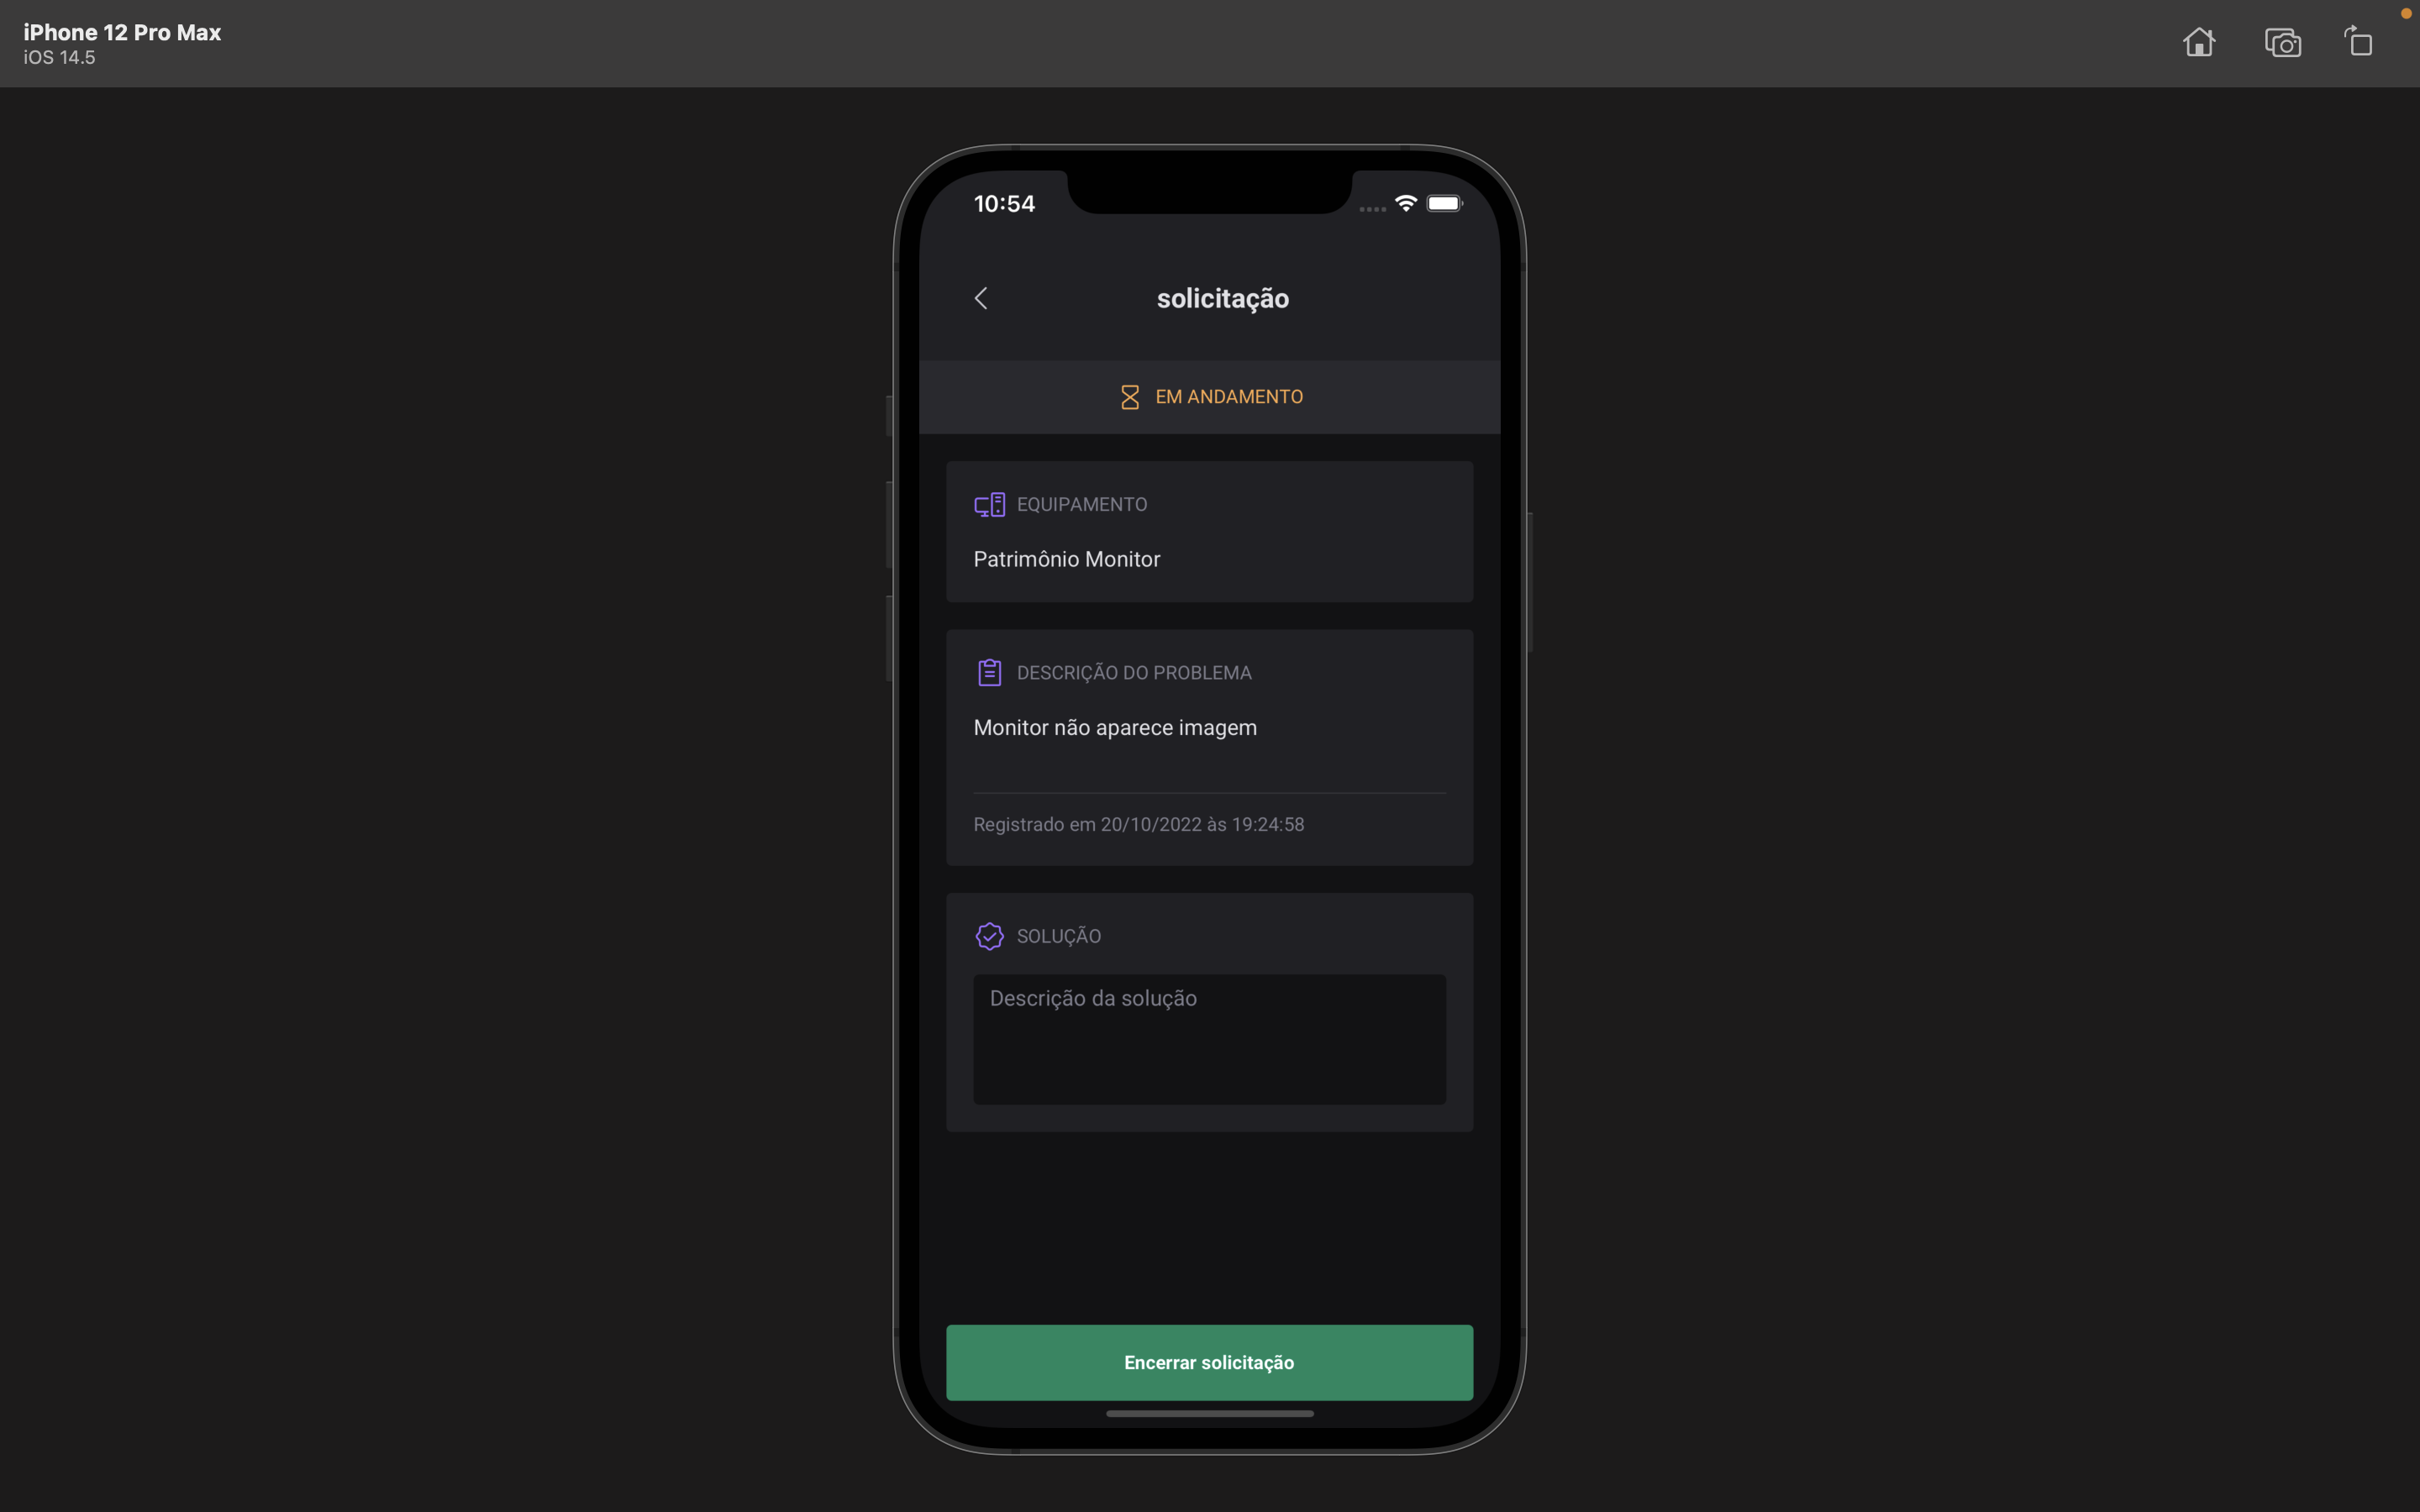 iPhone 12 Pro Max
iOS 14.5
10:54
solicitação
EM ANDAMENTO
EQUIPAMENTO
Patrimônio Monitor
DESCRIÇÃO DO PROBLEMA
Monitor não aparece imagem
Registrado em 20/10/2022 às 19:24:58
SOLUÇÃO
Descrição da solução
Encerrar solicitação